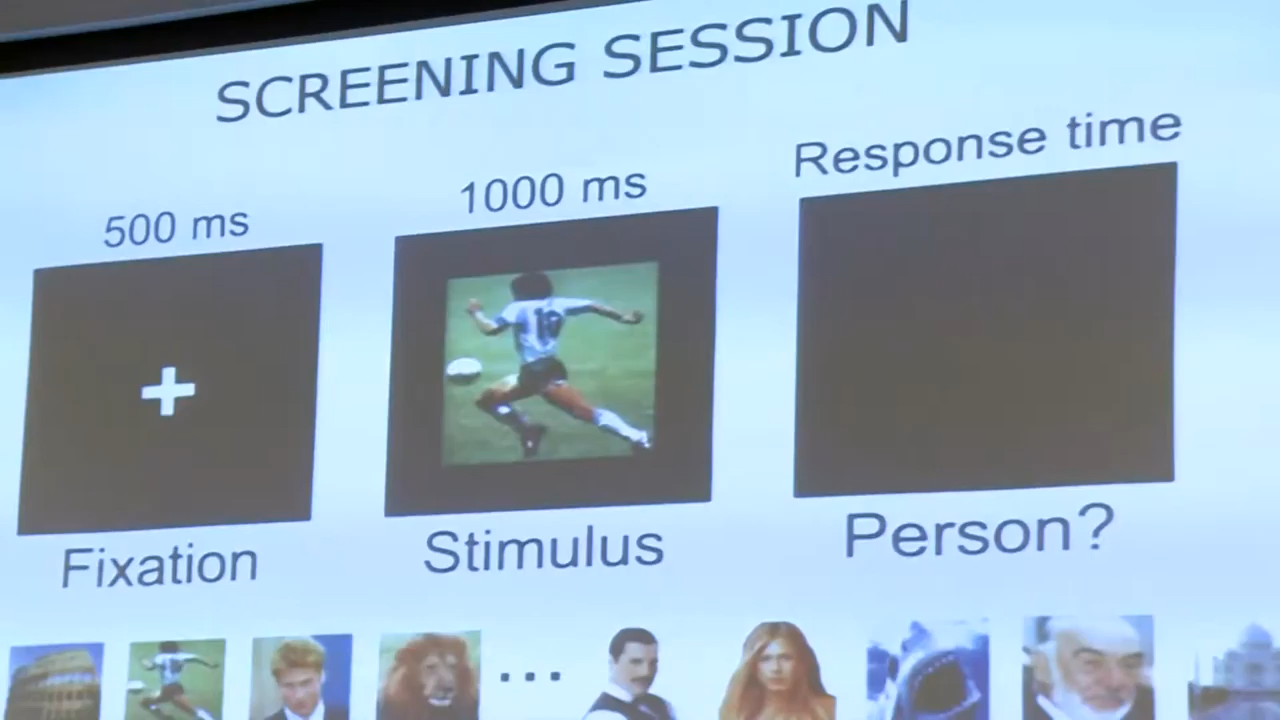 SCREENING SESSION
500 ms
1000 ms
Response time
10
Fixation
Stimulus
Person?
...